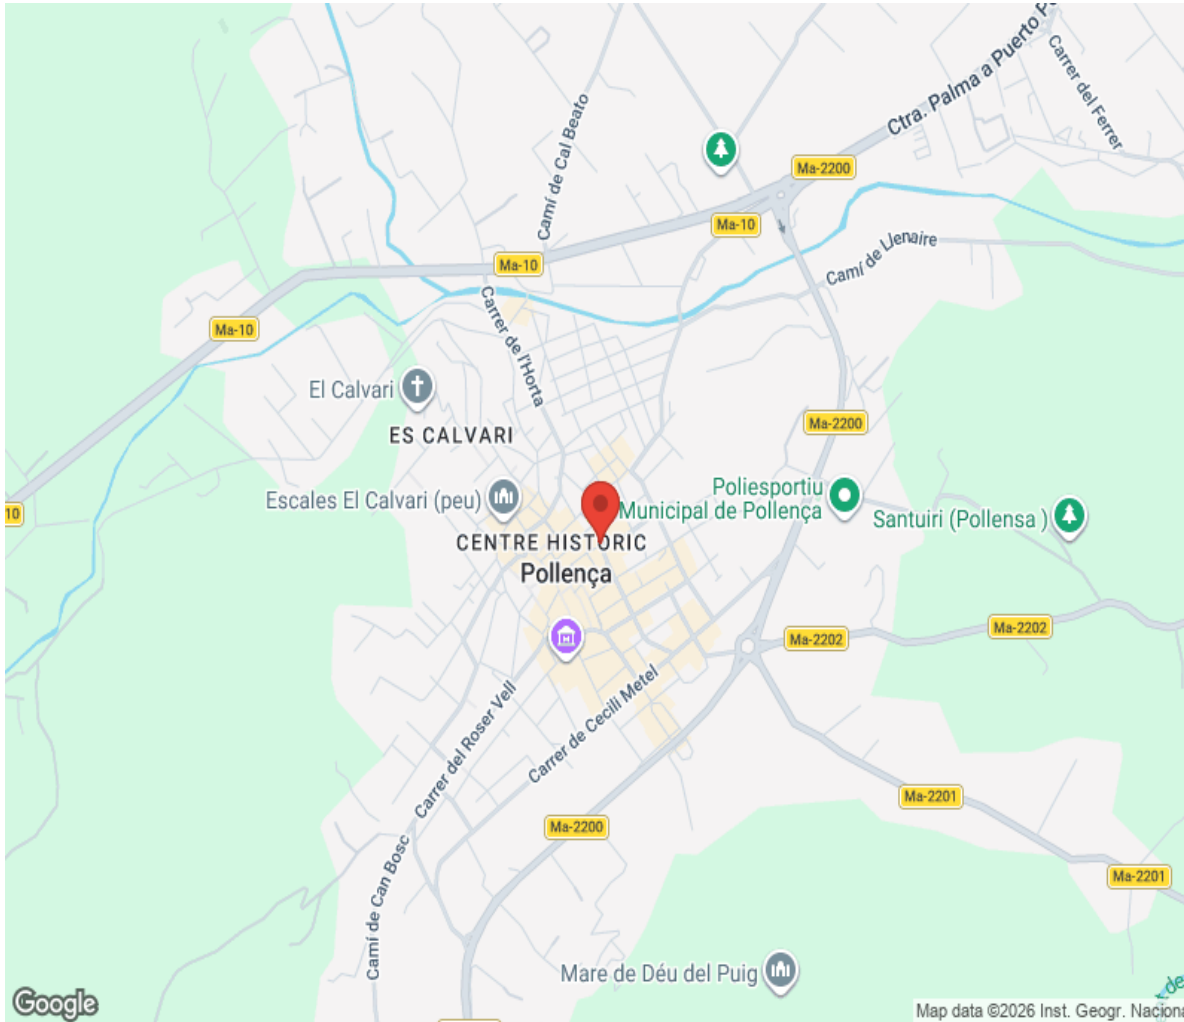 Ctra. Palma a Puerto
Carrer del Ferrer
Camí de Cal Beato
Ma-2200
Ma-10
Camí de Llenaire
Ma-10
Ma-10
Carrer de l'Horta
El Calvari
ES CALVARI
Ma-2200
Escales El Calvari (peu)
Poliesportiu
Municipal de Pollença
Santuiri (Pollensa )
10
CENTRE HISTÒRIC
Pollença
Ma-2202
Ma-2202
Carrer de Cecili Metel
Carrer del Roser Vell
Ma-2201
Ma-2200
Ma-2201
Camí de Can Bosc
Mare de Déu del Puig
Google
Map data ©2026 Inst. Geogr. Naciona